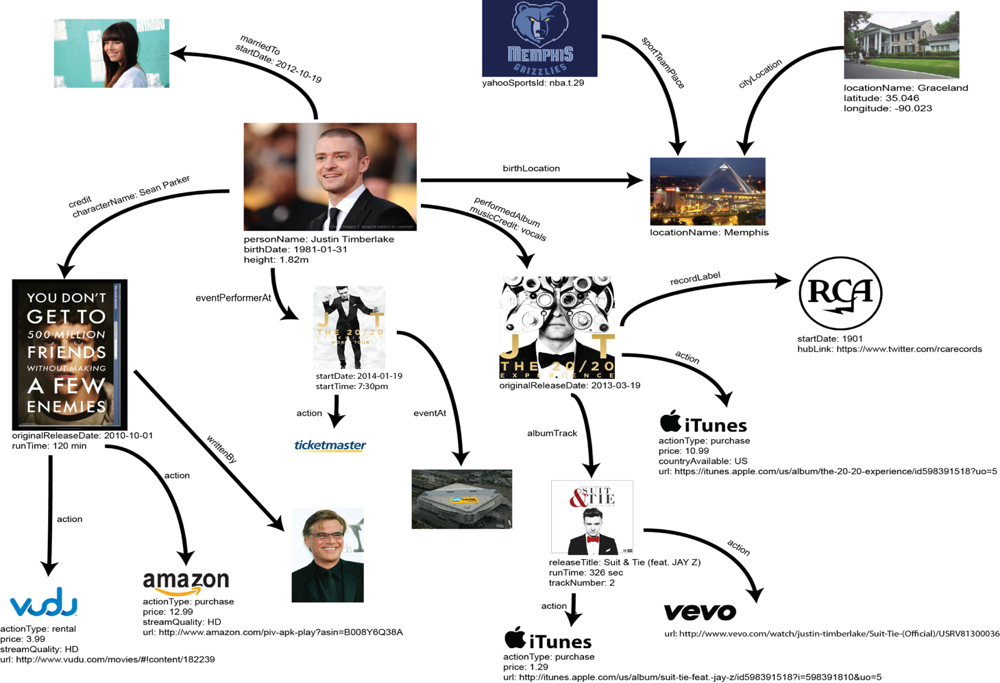 AWARDS
marriedTo
startDate: 2012-10-19
MEMPHIS
GRIZZLIES
yahooSportsId: nba.t.29
sportTeamPlace
cityLocation
locationName: Graceland
latitude: 35.046
longitude: -90.023
birthLocation
locationName: Memphis
credit
characterName: Sean Parker
personName: Justin Timberlake
birthDate: 1981-01-31
height: 1.82m
performedAlbum
musicCredit: vocals
eventPerformerAt
YOU DON'T
GET TO
500 MILLION
FRIENDS
WITHOUT MAKING
A FEW
ENEMIES
originalReleaseDate: 2010-10-01
runTime: 120 min
J T
THE 20/20
EXPERIENCE
WORLD TOUR
startDate: 2014-01-19
startTime: 7:30pm
action
ticketmaster
eventAt
SAP center
J T
THE 20/20
EXPERIENCE
originalReleaseDate: 2013-03-19
recordLabel
RCA
startDate: 1901
hubLink: https://www.twitter.com/rcarecords
action
iTunes
actionType: purchase
price: 10.99
countryAvailable: US
url: https://itunes.apple.com/us/album/the-20-20-experience/id598391518?uo=5
albumTrack
SUIT
& TIE
releaseTitle: Suit & Tie (feat. JAY Z)
runTime: 326 sec
trackNumber: 2
action
vevo
url: http://www.vevo.com/watch/justin-timberlake/Suit-Tie-(Official)/USRV81300036
action
iTunes
actionType: purchase
price: 1.29
url: http://itunes.apple.com/us/album/suit-tie-feat.-jay-z/id598391518?i=598391810&uo=5
writtenBy
action
amazon
actionType: purchase
price: 12.99
streamQuality: HD
url: http://www.amazon.com/piv-apk-play?asin=B008Y6Q38A
action
vudu
actionType: rental
price: 3.99
streamQuality: HD
url: http://www.vudu.com/movies/#!content/182239